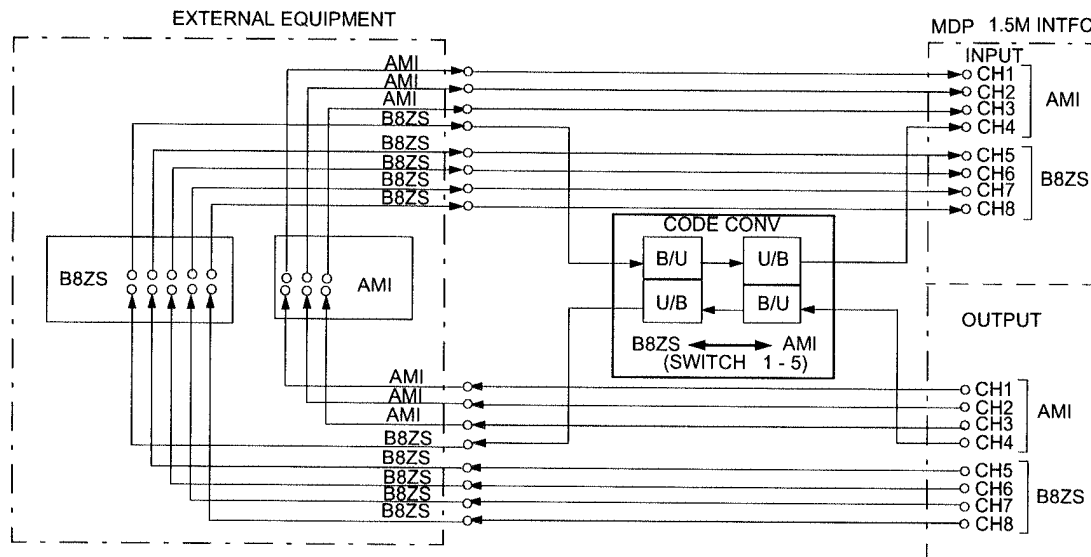 EXTERNAL EQUIPMENT
MDP 1.5M INTFC
INPUT
AMI
AMI
AMI
B8ZS
B8ZS
B8ZS
B8ZS
B8ZS
CH1
CH2
CH3
CH4
AMI
CH5
CH6
CH7
CH8
B8ZS
CODE CONV
B/U
U/B
U/B
B/U
B8ZS AMI
(SWITCH 1 - 5)
B8ZS
AMI
OUTPUT
AMI
AMI
AMI
B8ZS
B8ZS
B8ZS
B8ZS
B8ZS
CH1
CH2
CH3
CH4
AMI
CH5
CH6
CH7
CH8
B8ZS